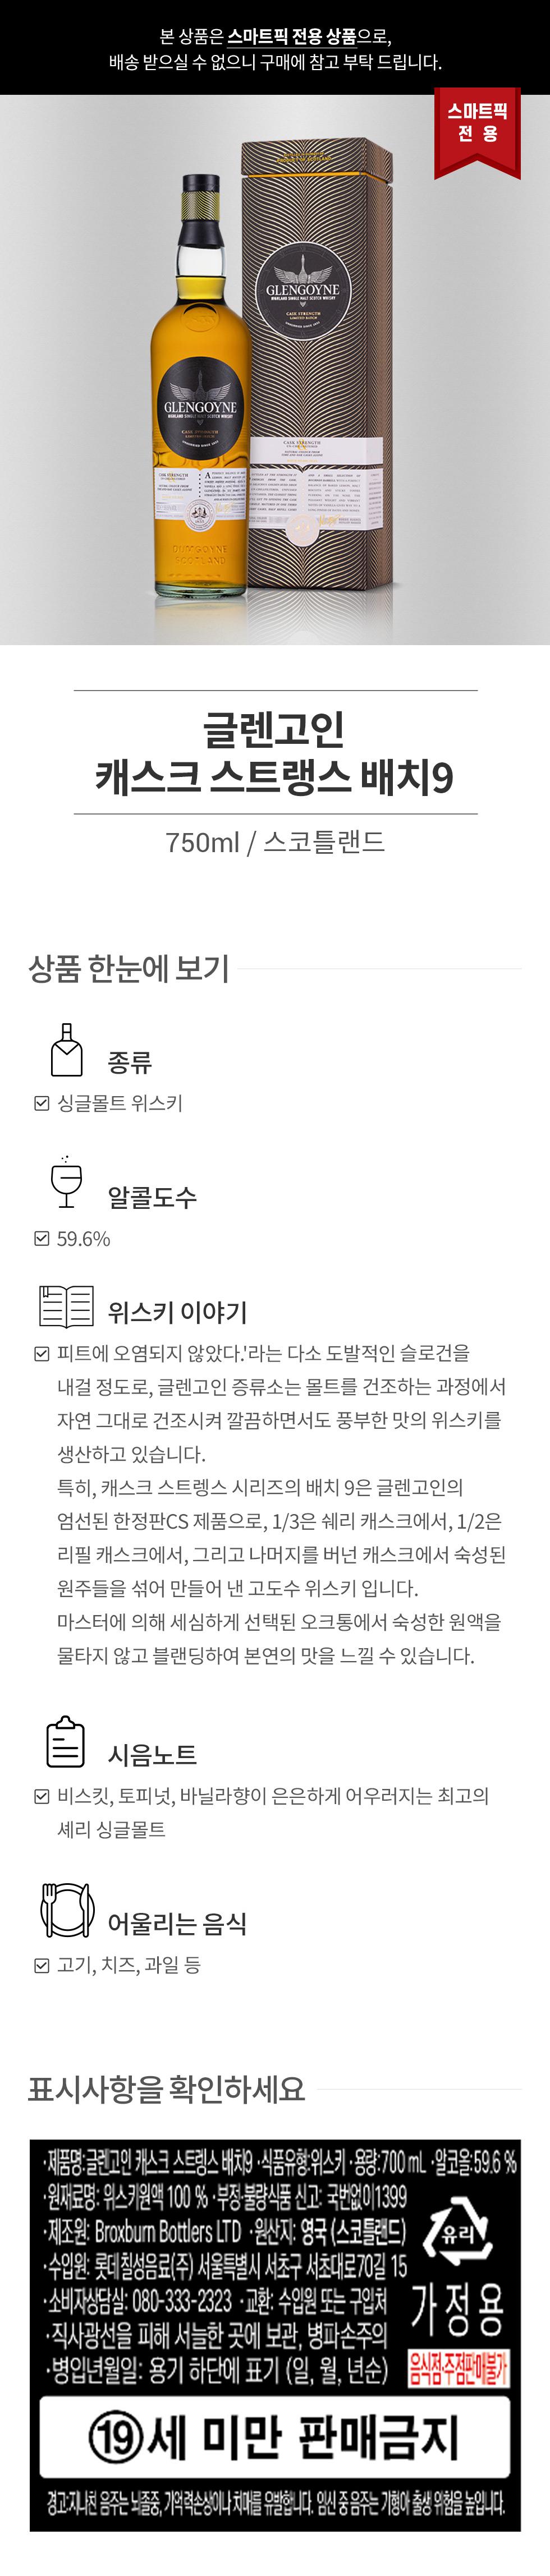 본 상품은 스마트픽 전용 상품으로,
배송 받으실 수 없으니 구매에 참고 부탁 드립니다.
스마트픽
전 용
GLENGOYNE
HIGHLAND SINGLE MALT SCOTCH WHISKY
CASK STRENGTH
LIMITED BATCH
GLENGOYNE
HIGHLAND SINGLE MALT SCOTCH WHISKY
CASK STRENGTH
LIMITED BATCH
CASK STRENGTH
CASK STRENGTH
DUMGOYNE
SCOTLAND
글렌고인
캐스크 스트랭스 배치9
750ml / 스코틀랜드
상품 한눈에 보기
종류
싱글몰트 위스키
알콜도수
59.6%
위스키 이야기
피트에 오염되지 않았다.'라는 다소 도발적인 슬로건을
내걸 정도로, 글렌고인 증류소는 몰트를 건조하는 과정에서
자연 그대로 건조시켜 깔끔하면서도 풍부한 맛의 위스키를
생산하고 있습니다.
특히, 캐스크 스트렝스 시리즈의 배치 9은 글렌고인의
엄선된 한정판CS 제품으로, 1/3은 쉐리 캐스크에서, 1/2은
리필 캐스크에서, 그리고 나머지를 버넌 캐스크에서 숙성된
원주들을 섞어 만들어 낸 고도수 위스키 입니다.
마스터에 의해 세심하게 선택된 오크통에서 숙성한 원액을
물타지 않고 블랜딩하여 본연의 맛을 느낄 수 있습니다.
시음노트
비스킷, 토피넛, 바닐라향이 은은하게 어우러지는 최고의
셰리 싱글몰트
어울리는 음식
고기, 치즈, 과일 등
표시사항을 확인하세요
·제품명:글렌고인 캐스크 스트렝스 배치9 ·식품유형:위스키 ·용량:700 mL ·알코올:59.6 %
·원재료명: 위스키원액 100 % ·부정·불량식품 신고: 국번없이1399
·제조원: Broxburn Bottlers LTD ·원산지: 영국 (스코틀랜드)
·수입원: 롯데칠성음료(주) 서울특별시 서초구 서초대로70길 15
·소비자상담실: 080-333-2323 ·교환: 수입원 또는 구입처
·직사광선을 피해 서늘한 곳에 보관, 병파손주의
·병입년월일: 용기 하단에 표기 (일, 월, 년순)
유리
가정용
음식점·주점판매불가
⑲세 미만 판매금지
경고:지나친 음주는 뇌졸중, 기억력손상이나 치매를 유발합니다. 임신 중 음주는 기형아 출생 위험을 높입니다.